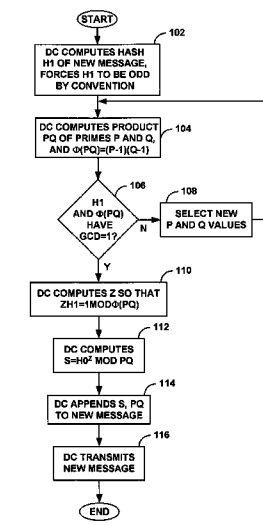 START
102
DC COMPUTES HASH
H1 OF NEW MESSAGE,
FORCES H1 TO BE ODD
BY CONVENTION
104
DC COMPUTES PRODUCT
PQ OF PRIMES P AND Q,
AND Φ(PQ)=(P-1)(Q-1)
106
H1
AND Φ(PQ)
HAVE
GCD=1?
N
108
SELECT NEW
P AND Q VALUES
Y
110
DC COMPUTES Z SO THAT
ZH1=1MODΦ(PQ)
112
DC COMPUTES
S=H0ᶻ MOD PQ
114
DC APPENDS S, PQ
TO NEW MESSAGE
116
DC TRANSMITS
NEW MESSAGE
END